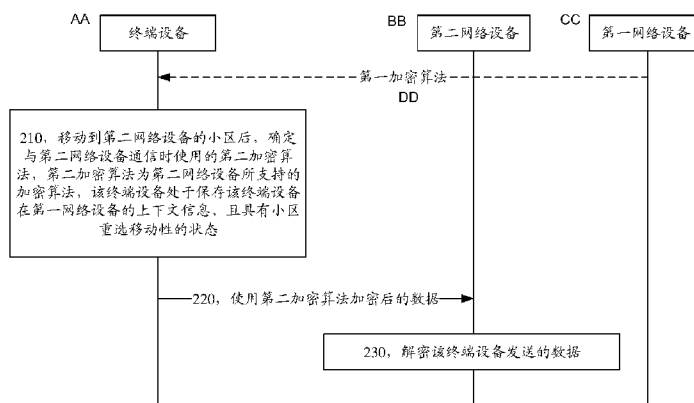 AA
终端设备
BB
第二网络设备
CC
第一网络设备
第一加密算法
DD
210，移动到第二网络设备的小区后，确定
与第二网络设备通信时使用的第二加密算
法，第二加密算法为第二网络设备所支持的
加密算法，该终端设备处于保存该终端设备
在第一网络设备的上下文信息，且具有小区
重选移动性的状态
220，使用第二加密算法加密后的数据
230，解密该终端设备发送的数据